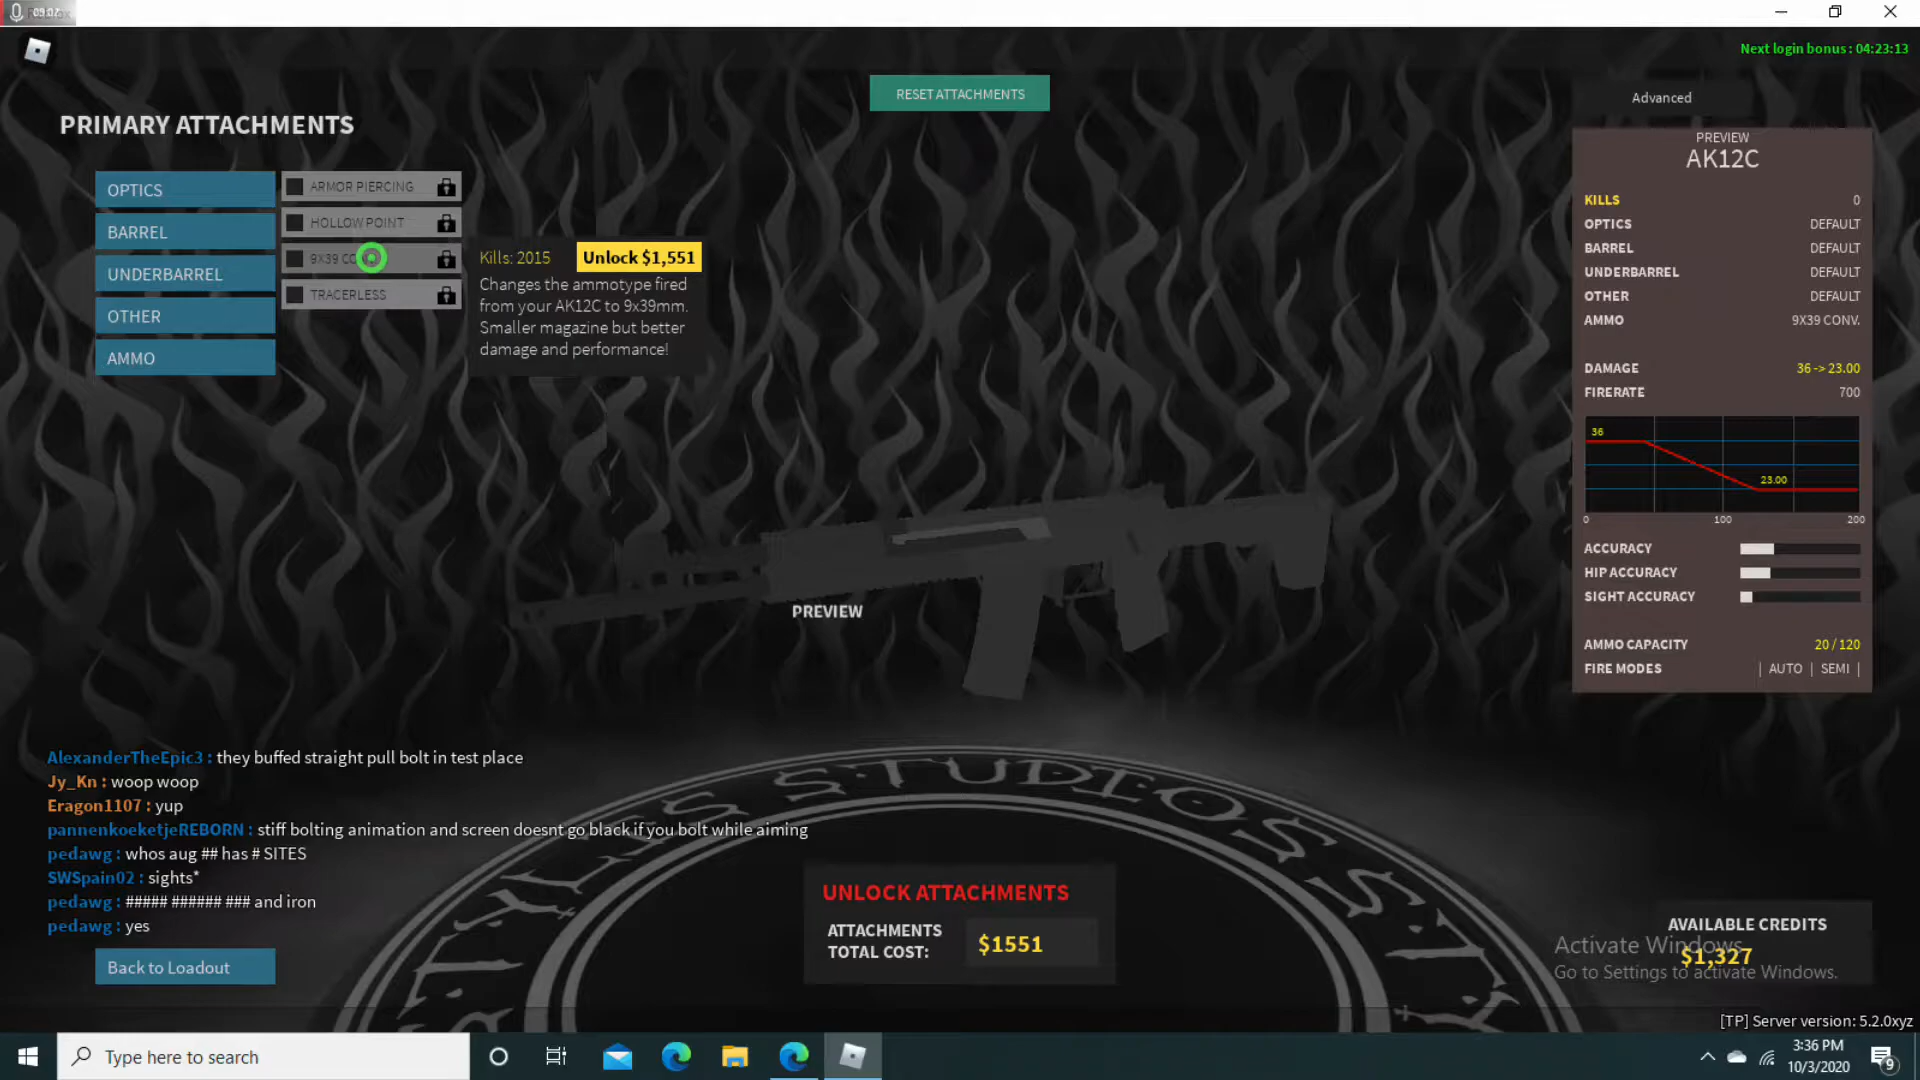 09:02
Next login bonus : 04:23:13
RESET ATTACHMENTS
PRIMARY ATTACHMENTS
OPTICS
BARREL
UNDERBARREL
OTHER
AMMO
ARMOR PIERCING
HOLLOW POINT
9X39
TRACERLESS
Kills: 2015
Unlock $1,551
Changes the ammotype fired
from your AK12C to 9x39mm.
Smaller magazine but better
damage and performance!
Advanced
PREVIEW
AK12C
KILLS 0
OPTICS DEFAULT
BARREL DEFAULT
UNDERBARREL DEFAULT
OTHER DEFAULT
AMMO 9X39 CONV.
DAMAGE 36 -> 23.00
FIRERATE 700
36
23.00
0 100 200
ACCURACY
HIP ACCURACY
SIGHT ACCURACY
AMMO CAPACITY 20 / 120
FIRE MODES | AUTO | SEMI |
PREVIEW
STUDIOS
AlexanderTheEpic3 : they buffed straight pull bolt in test place
Jy_Kn : woop woop
Eragon1107 : yup
pannenkoeketjeREBORN : stiff bolting animation and screen doesnt go black if you bolt while aiming
pedawg : whos aug ## has # SITES
SWSpain02 : sights*
pedawg : ##### ###### ### and iron
pedawg : yes
Back to Loadout
UNLOCK ATTACHMENTS
ATTACHMENTS
TOTAL COST:
$1551
AVAILABLE CREDITS
$1,327
Activate Windows
Go to Settings to activate Windows.
[TP] Server version: 5.2.0xyz
Type here to search
3:36 PM
10/3/2020
9